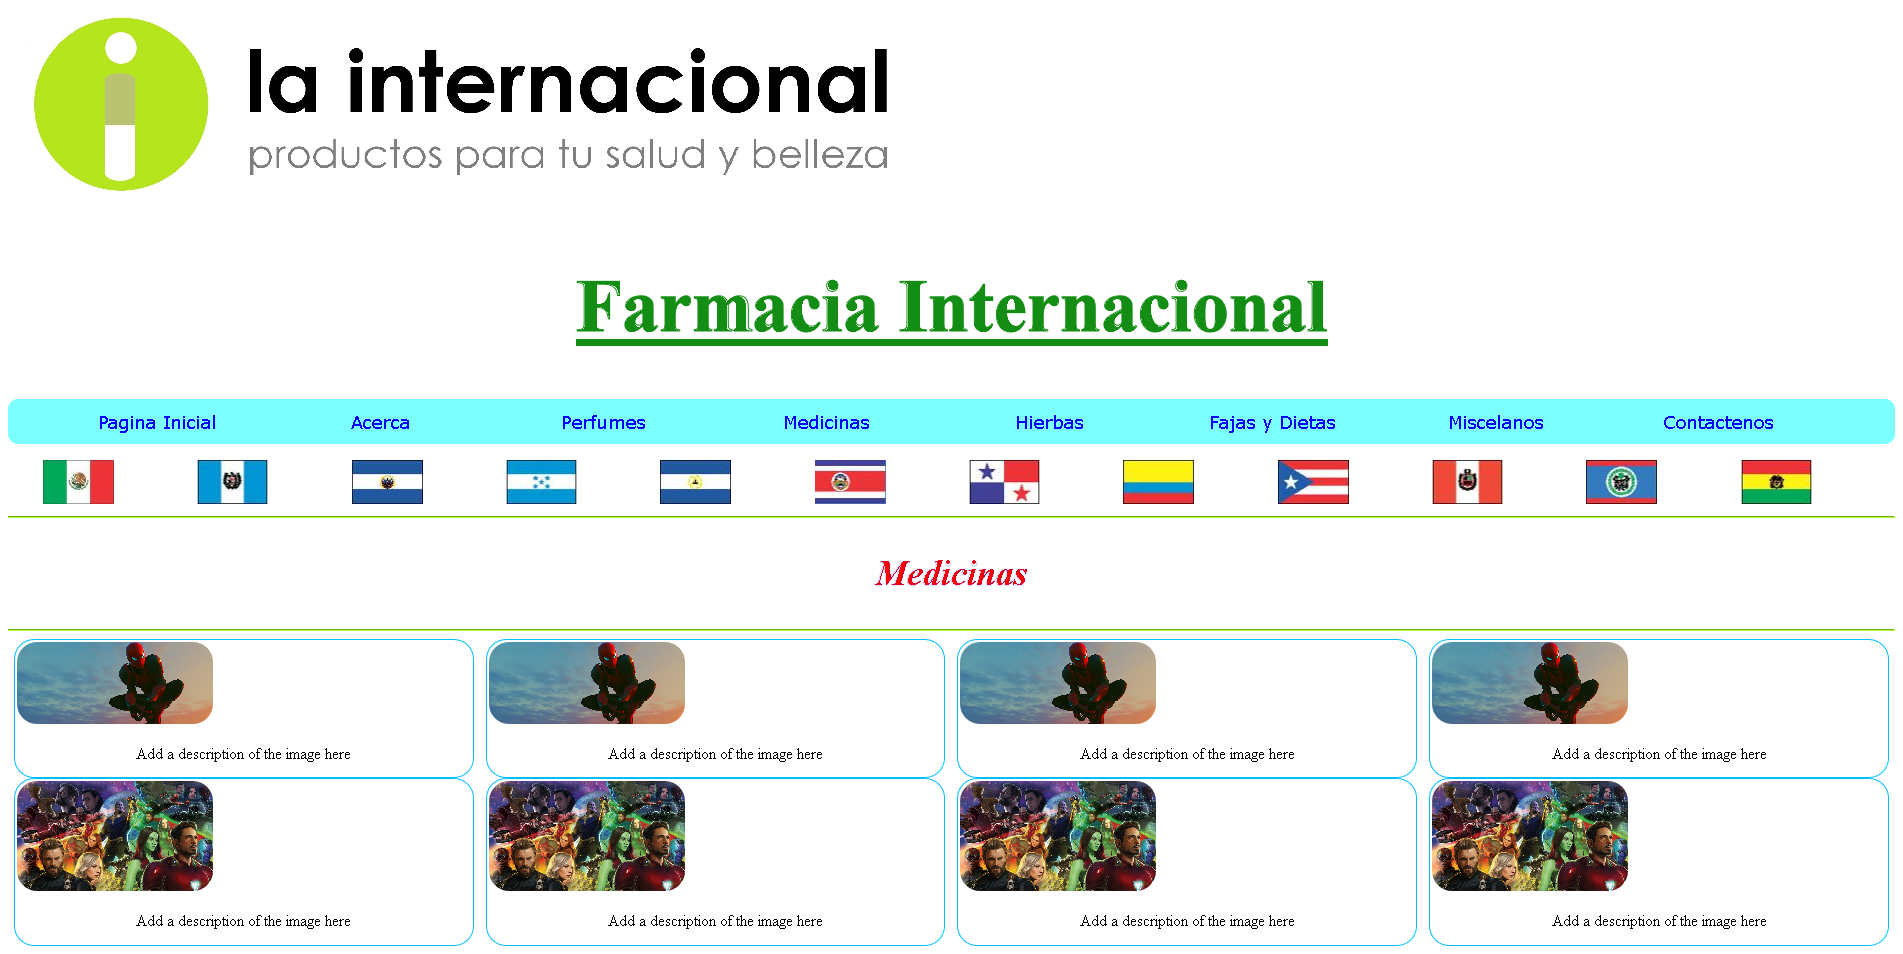 la internacional
productos para tu salud y belleza
Farmacia Internacional
Pagina Inicial Acerca Perfumes Medicinas Hierbas Fajas y Dietas Miscelanos Contactenos
Medicinas
Add a description of the image here Add a description of the image here Add a description of the image here Add a description of the image here
Add a description of the image here Add a description of the image here Add a description of the image here Add a description of the image here